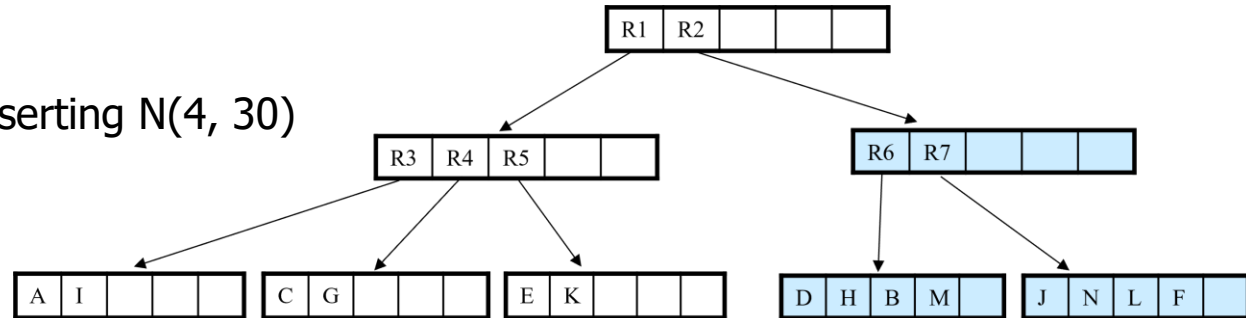 R1 R2
serting N(4, 30)
R3 R4 R5
R6 R7
A I
C G
E K
D H B M
J N L F